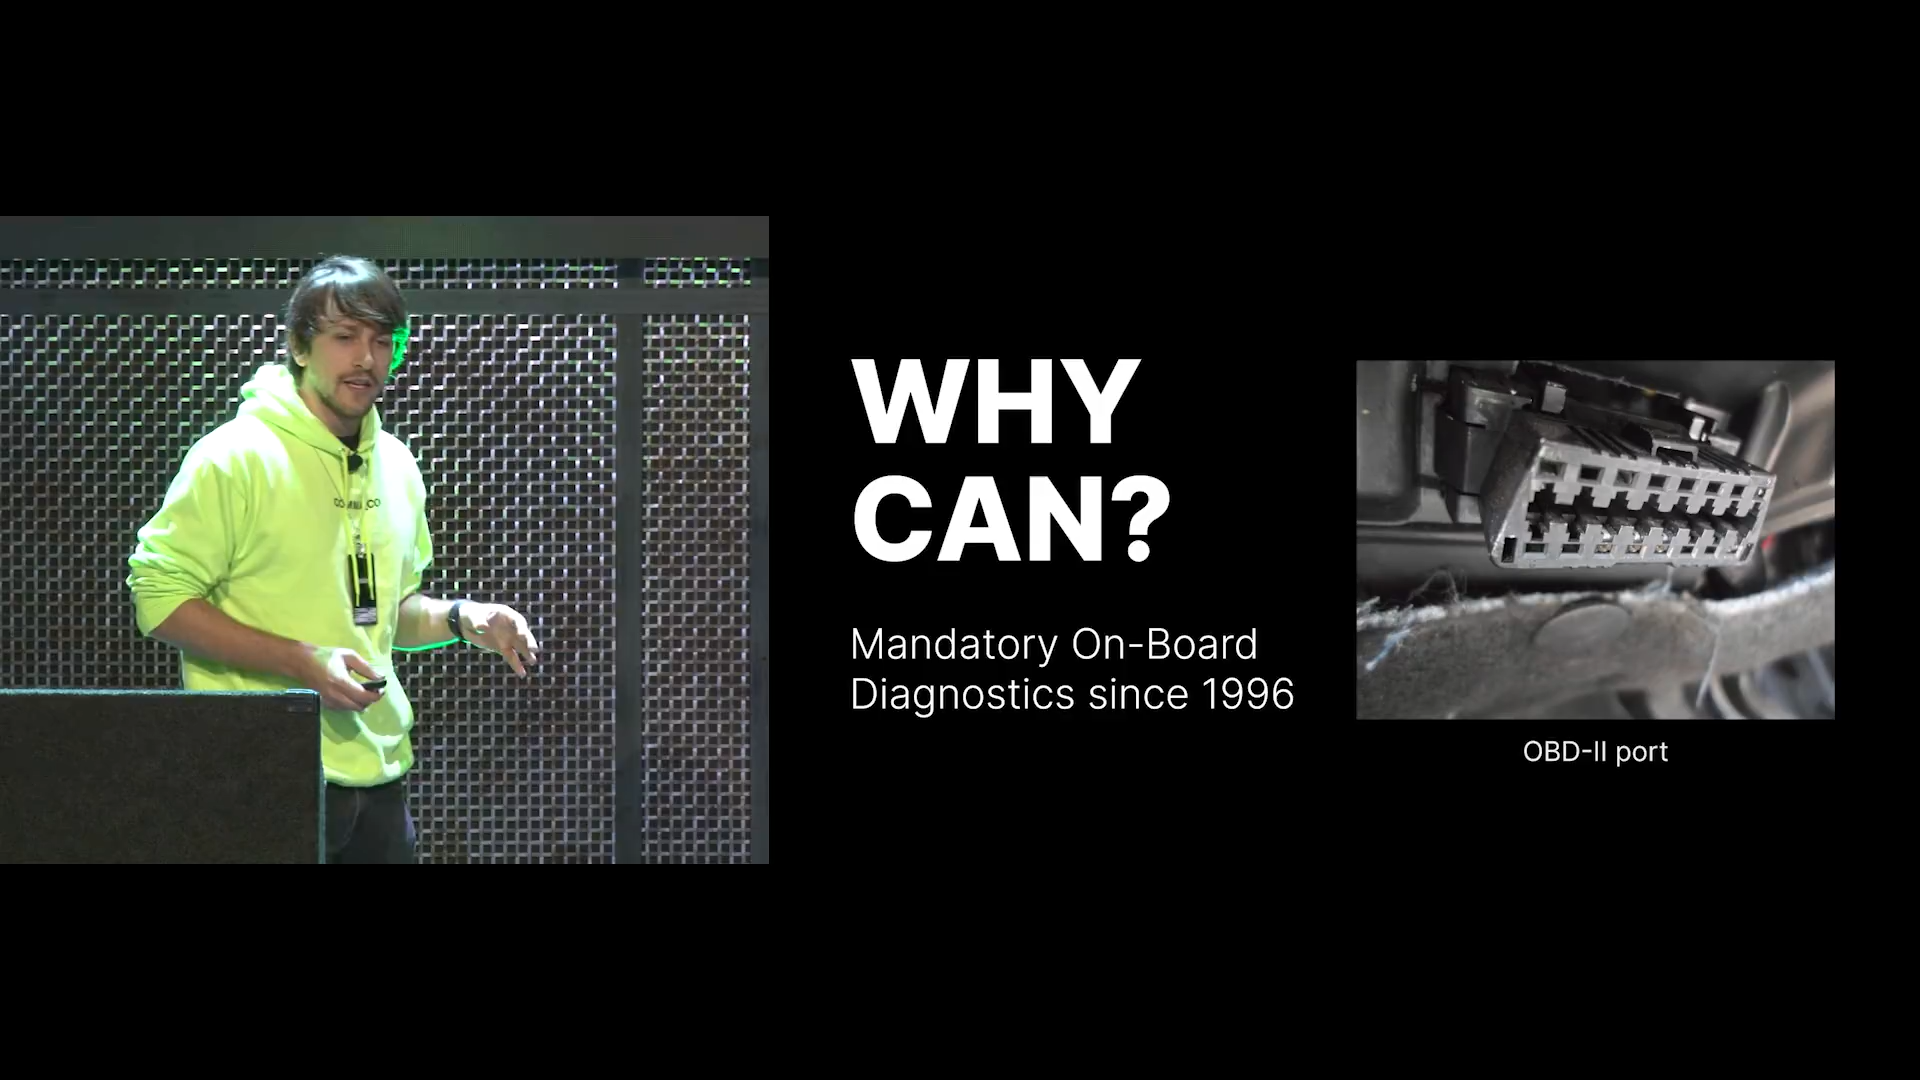 WHY
CAN?
Mandatory On-Board
Diagnostics since 1996
OBD-II port